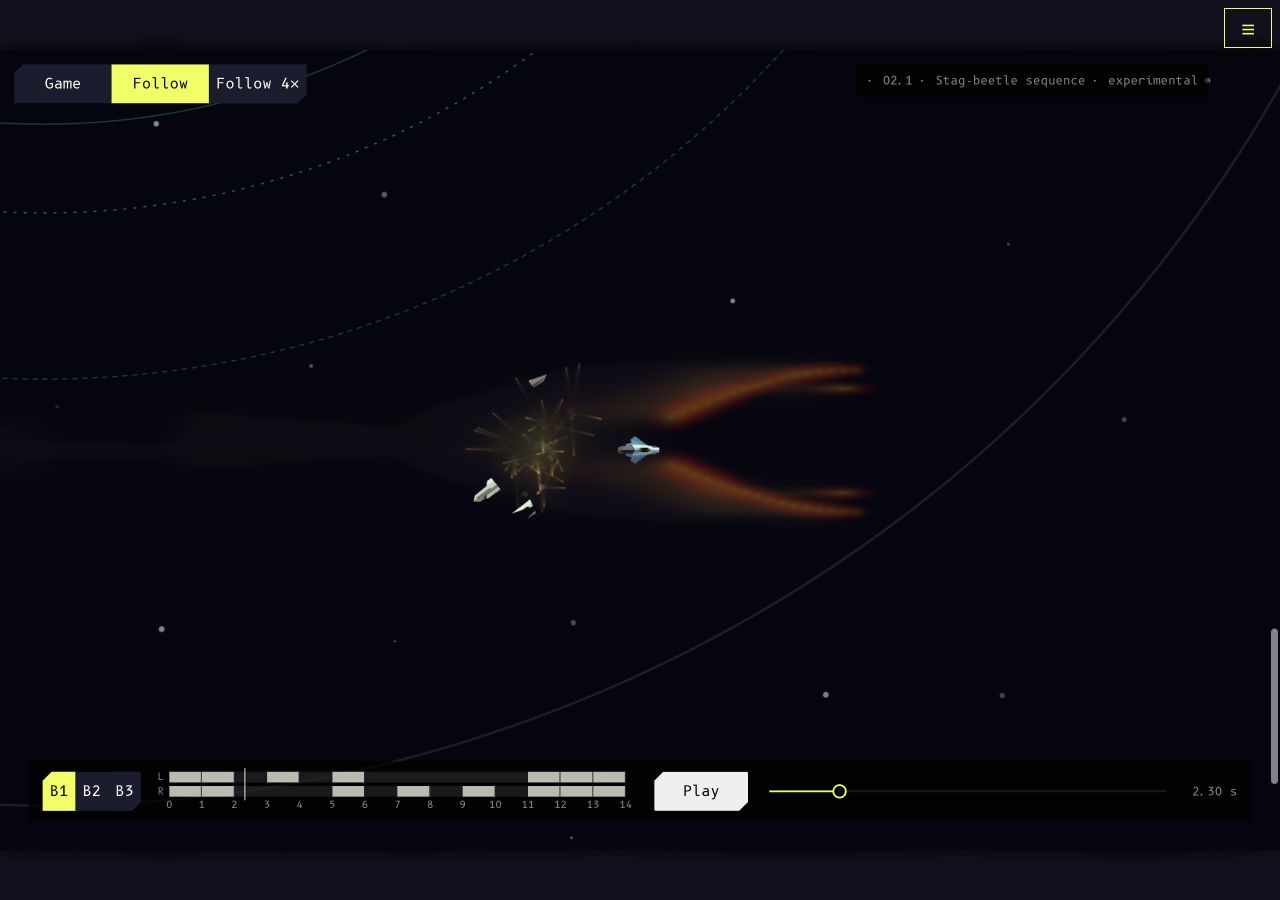 ≡
Game Follow Follow 4×
· O2.1 · Stag-beetle sequence · experimental
B1 B2 B3
L
R
0 1 2 3 4 5 6 7 8 9 10 11 12 13 14
Play
2.30 s